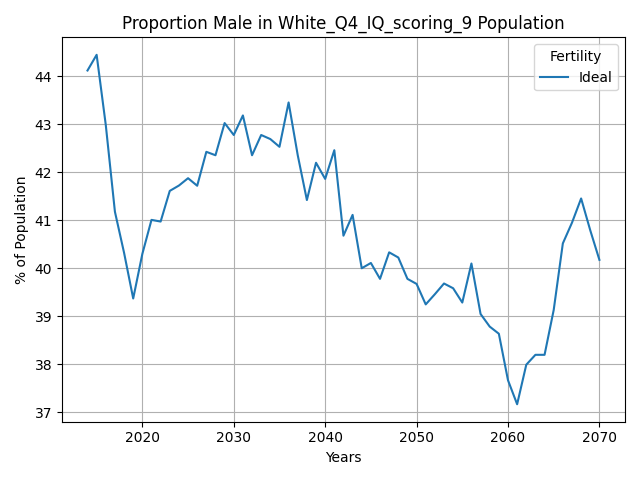 Proportion Male in White_Q4_IQ_scoring_9 Population
Fertility
Ideal
% of Population
44
43
42
41
40
39
38
37
2020 2030 2040 2050 2060 2070
Years